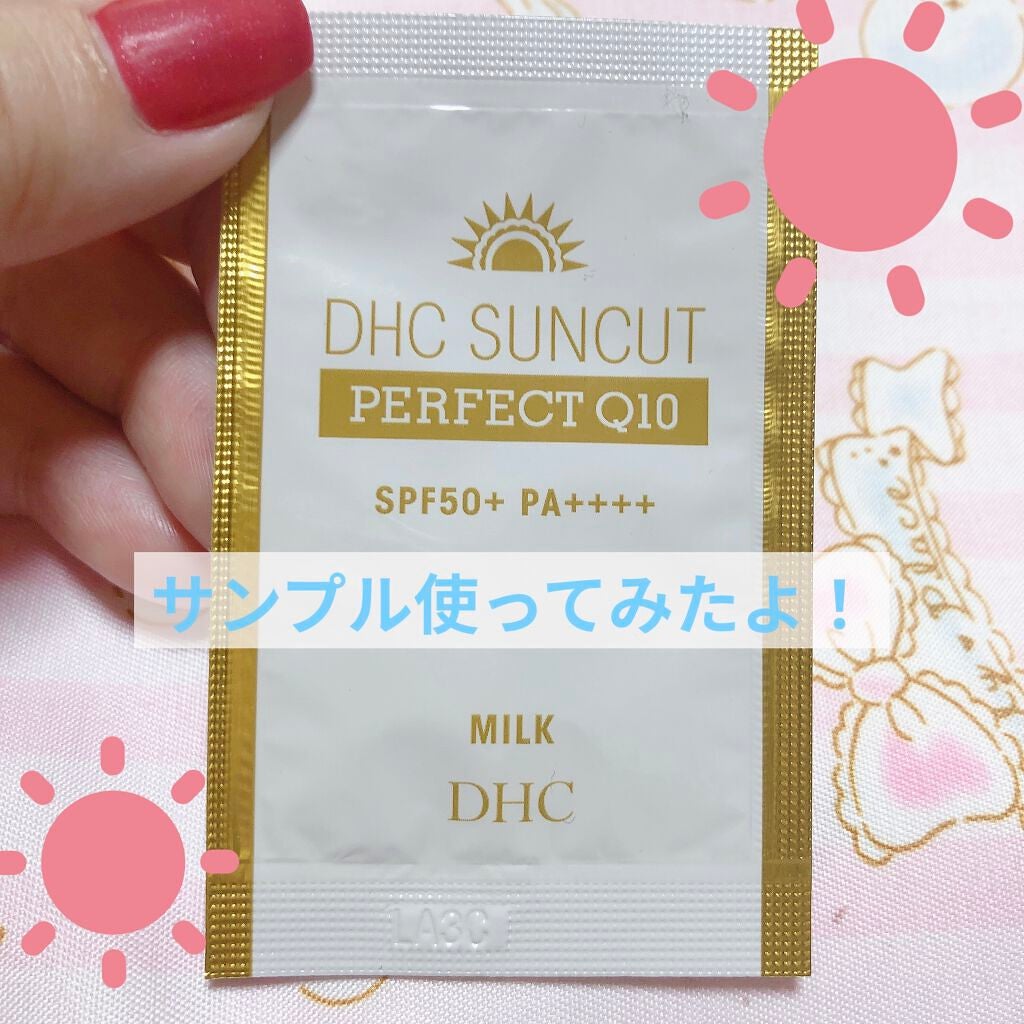 DHC SUNCUT
PERFECT Q10
SPF50+ PA++++
サンプル使ってみたよ！
MILK
DHC
LA3C
place